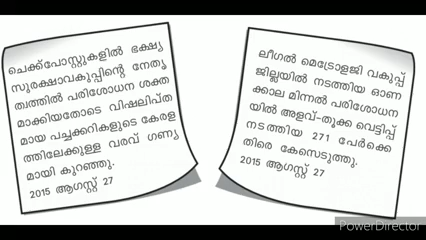 ചെക്ക്പോസ്റ്റുകളിൽ ഭക്ഷ്യ
സുരക്ഷാവകുപ്പിന്റെ നേതൃ
ത്വത്തിൽ പരിശോധന ശക്ത
മാക്കിയതോടെ വിഷലിപ്ത
മായ പച്ചക്കറികളുടെ കേരള
ത്തിലേക്കുള്ള വരവ് ഗണ്യ
മായി കുറഞ്ഞു.
2015 ആഗസ്റ്റ് 27
ലീഗൽ മെട്രോളജി വകുപ്പ്
ജില്ലയിൽ നടത്തിയ ഓണ
ക്കാല മിന്നൽ പരിശോധന
യിൽ അളവ്-തൂക്ക വെട്ടിപ്പ്
നടത്തിയ 271 പേർക്കെ
തിരെ കേസെടുത്തു.
2015 ആഗസ്റ്റ് 27
PowerDirector